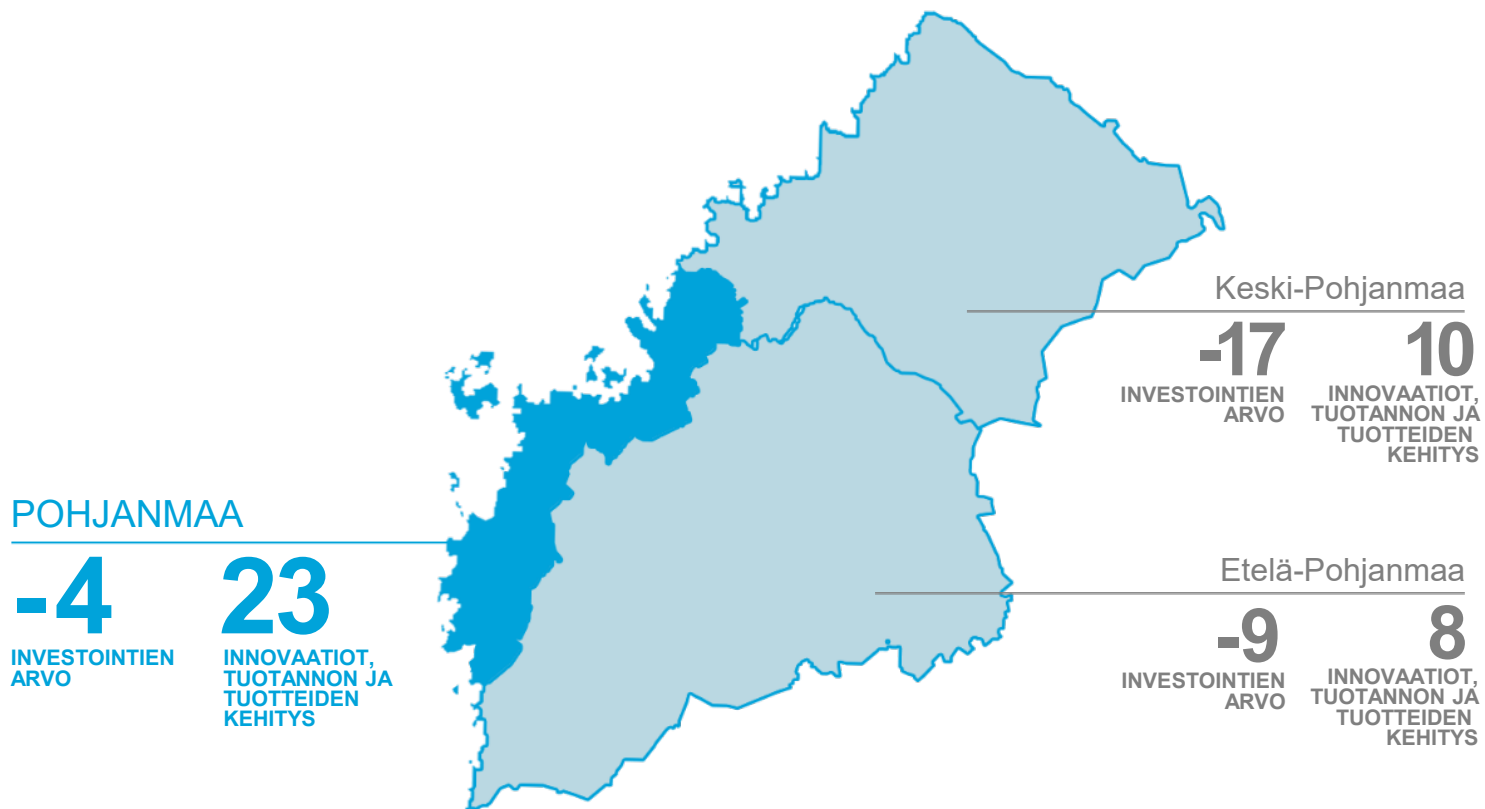 Keski-Pohjanmaa
-17
INVESTOINTIEN
ARVO
10
INNOVAATIOT,
TUOTANNON JA
TUOTTEIDEN
KEHITYS
POHJANMAA
-4
INVESTOINTIEN
ARVO
23
INNOVAATIOT,
TUOTANNON JA
TUOTTEIDEN
KEHITYS
Etelä-Pohjanmaa
-9
INVESTOINTIEN
ARVO
8
INNOVAATIOT,
TUOTANNON JA
TUOTTEIDEN
KEHITYS